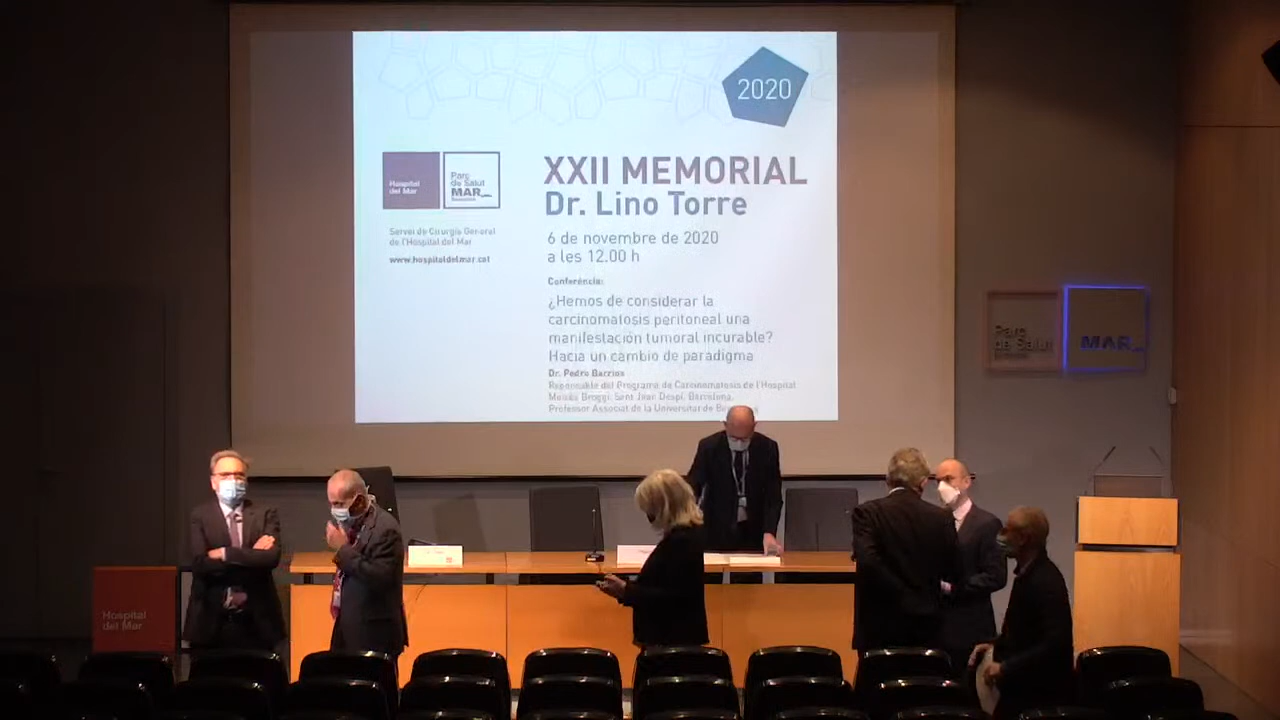 2020
Hospital
del Mar
Parc
de Salut
MAR
Barcelona
XXII MEMORIAL
Dr. Lino Torre
Servei de Cirurgia General
de l'Hospital del Mar
www.hospitaldelmar.cat
6 de novembre de 2020
a les 12.00 h
Conferència:
¿Hemos de considerar la
carcinomatosis peritoneal una
manifestación tumoral incurable?
Hacia un cambio de paradigma
Dr. Pedro Barrios
Reponsable del Programa de Carcinomatosis de l'Hospital
Moisès Broggi. Sant Joan Despí. Barcelona.
Professor Associat de la Universitat de
Parc
de Salut
MAR
Hospital
del Mar